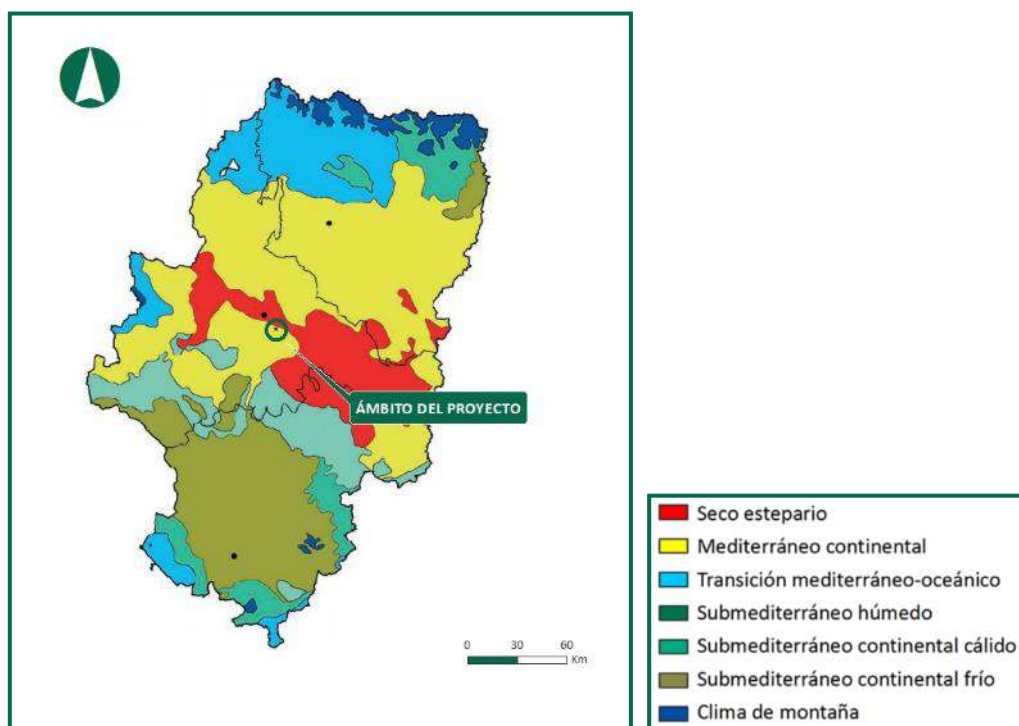 ÁMBITO DEL PROYECTO
0 30 60
Km
Seco estepario
Mediterráneo continental
Transición mediterráneo-oceánico
Submediterráneo húmedo
Submediterráneo continental cálido
Submediterráneo continental frío
Clima de montaña